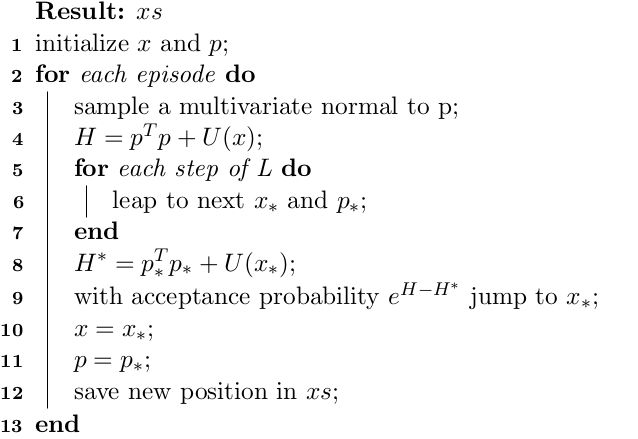 Result: xs
1 initialize x and p;
2 for each episode do
3 sample a multivariate normal to p;
4 H = p^T p + U(x);
5 for each step of L do
6 leap to next x_* and p_*;
7 end
8 H^* = p_*^T p_* + U(x_*);
9 with acceptance probability e^{H−H^*} jump to x_*;
10 x = x_*;
11 p = p_*;
12 save new position in xs;
13 end